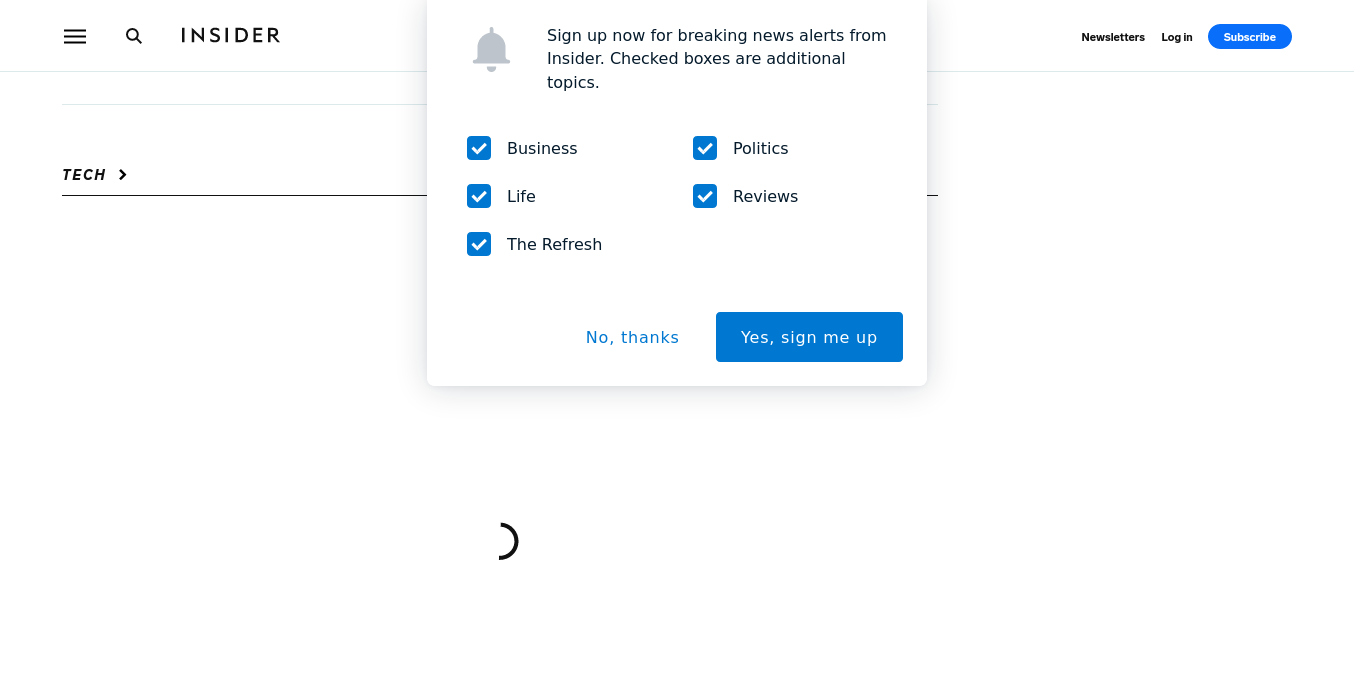 INSIDER
Newsletters
Log in
Subscribe
Sign up now for breaking news alerts from
Insider. Checked boxes are additional
topics.
Business
Politics
Life
Reviews
The Refresh
No, thanks
Yes, sign me up
TECH